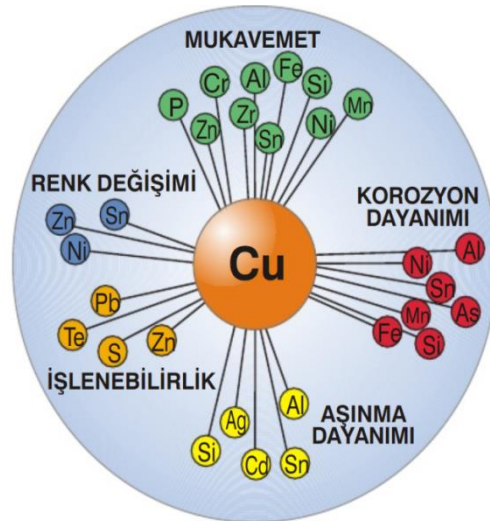 MUKAVEMET
P
Cr
Al
Fe
Si
Mn
Zn
Zr
Sn
Ni
RENK DEĞİŞİMİ
Zn
Sn
Ni
KOROZYON
DAYANIMI
Al
Ni
Sn
As
Mn
Fe
Si
Cu
Pb
Te
S
Zn
İŞLENEBİLİRLİK
Al
Ag
Si
Cd
Sn
AŞINMA
DAYANIMI